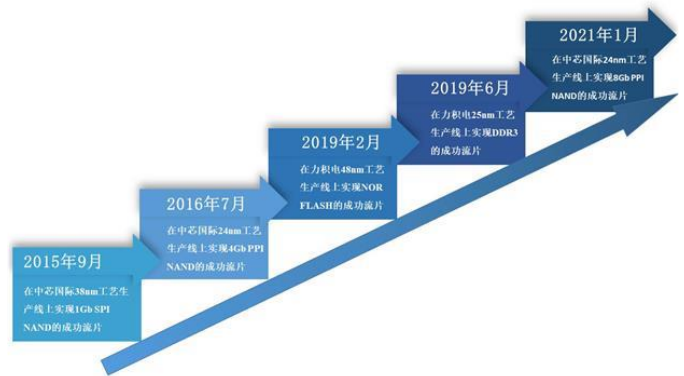 2021年1月
在中芯国际24nm工艺
生产线上实现8Gb PPI
NAND的成功流片
2019年6月
在力积电25nm工艺
生产线上实现DDR3
的成功流片
2019年2月
在力积电48nm工艺
生产线上实现NOR
FLASH的成功流片
2016年7月
在中芯国际24nm工艺
生产线上实现4Gb PPI
NAND的成功流片
2015年9月
在中芯国际38nm工艺生
产线上实现1Gb SPI
NAND的成功流片